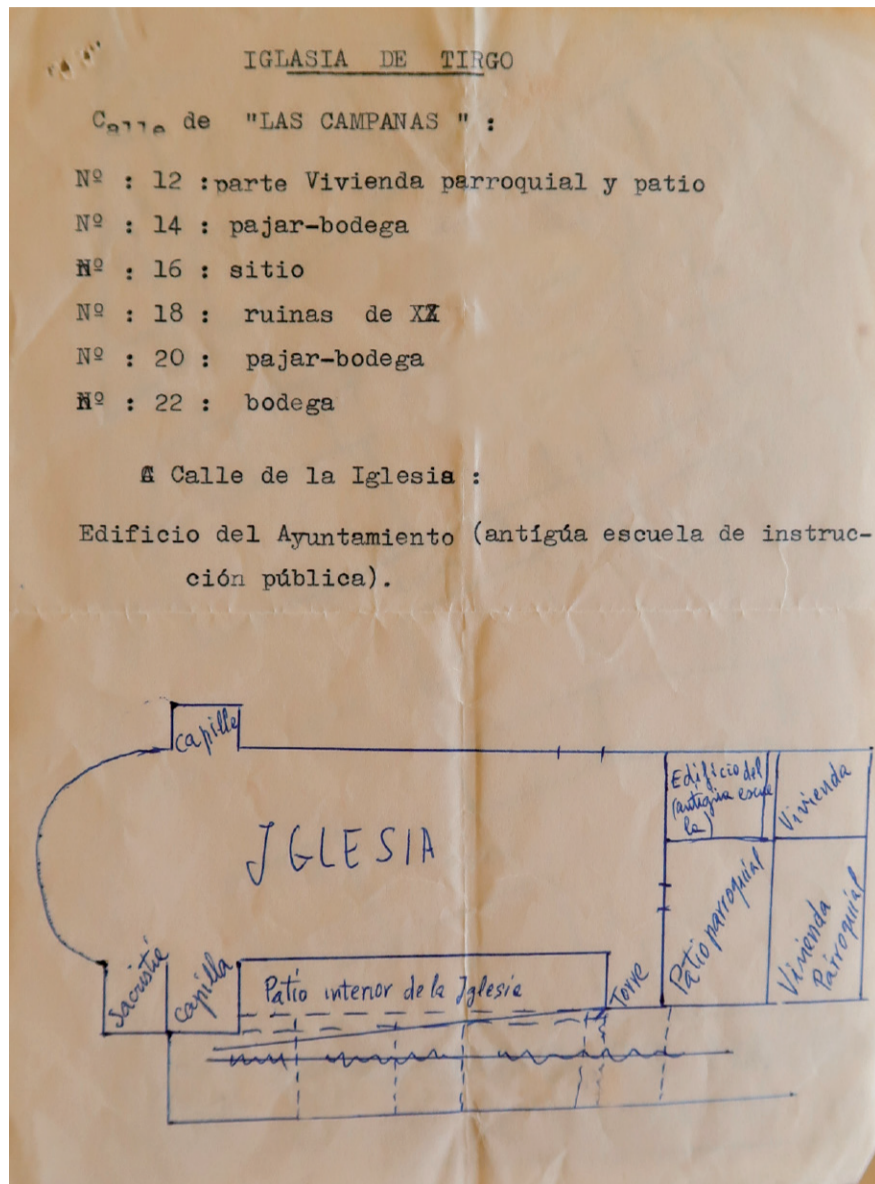 IGLASIA DE TIRGO
Calle de "LAS CAMPANAS " :
Nº : 12 :parte Vivienda parroquial y patio
Nº : 14 : pajar-bodega
Nº : 16 : sitio
Nº : 18 : ruinas de XX
Nº : 20 : pajar-bodega
Nº : 22 : bodega
Calle de la Iglesia :
Edificio del Ayuntamiento (antígúa escuela de instruc-
ción pública).
capilla
Edificio del
(antigua escue
la)
Vivienda
IGLESIA
Sacristía
Capilla
Patio interior de la Iglesia
Torre
Patio parroquial
Vivienda
Parroquial